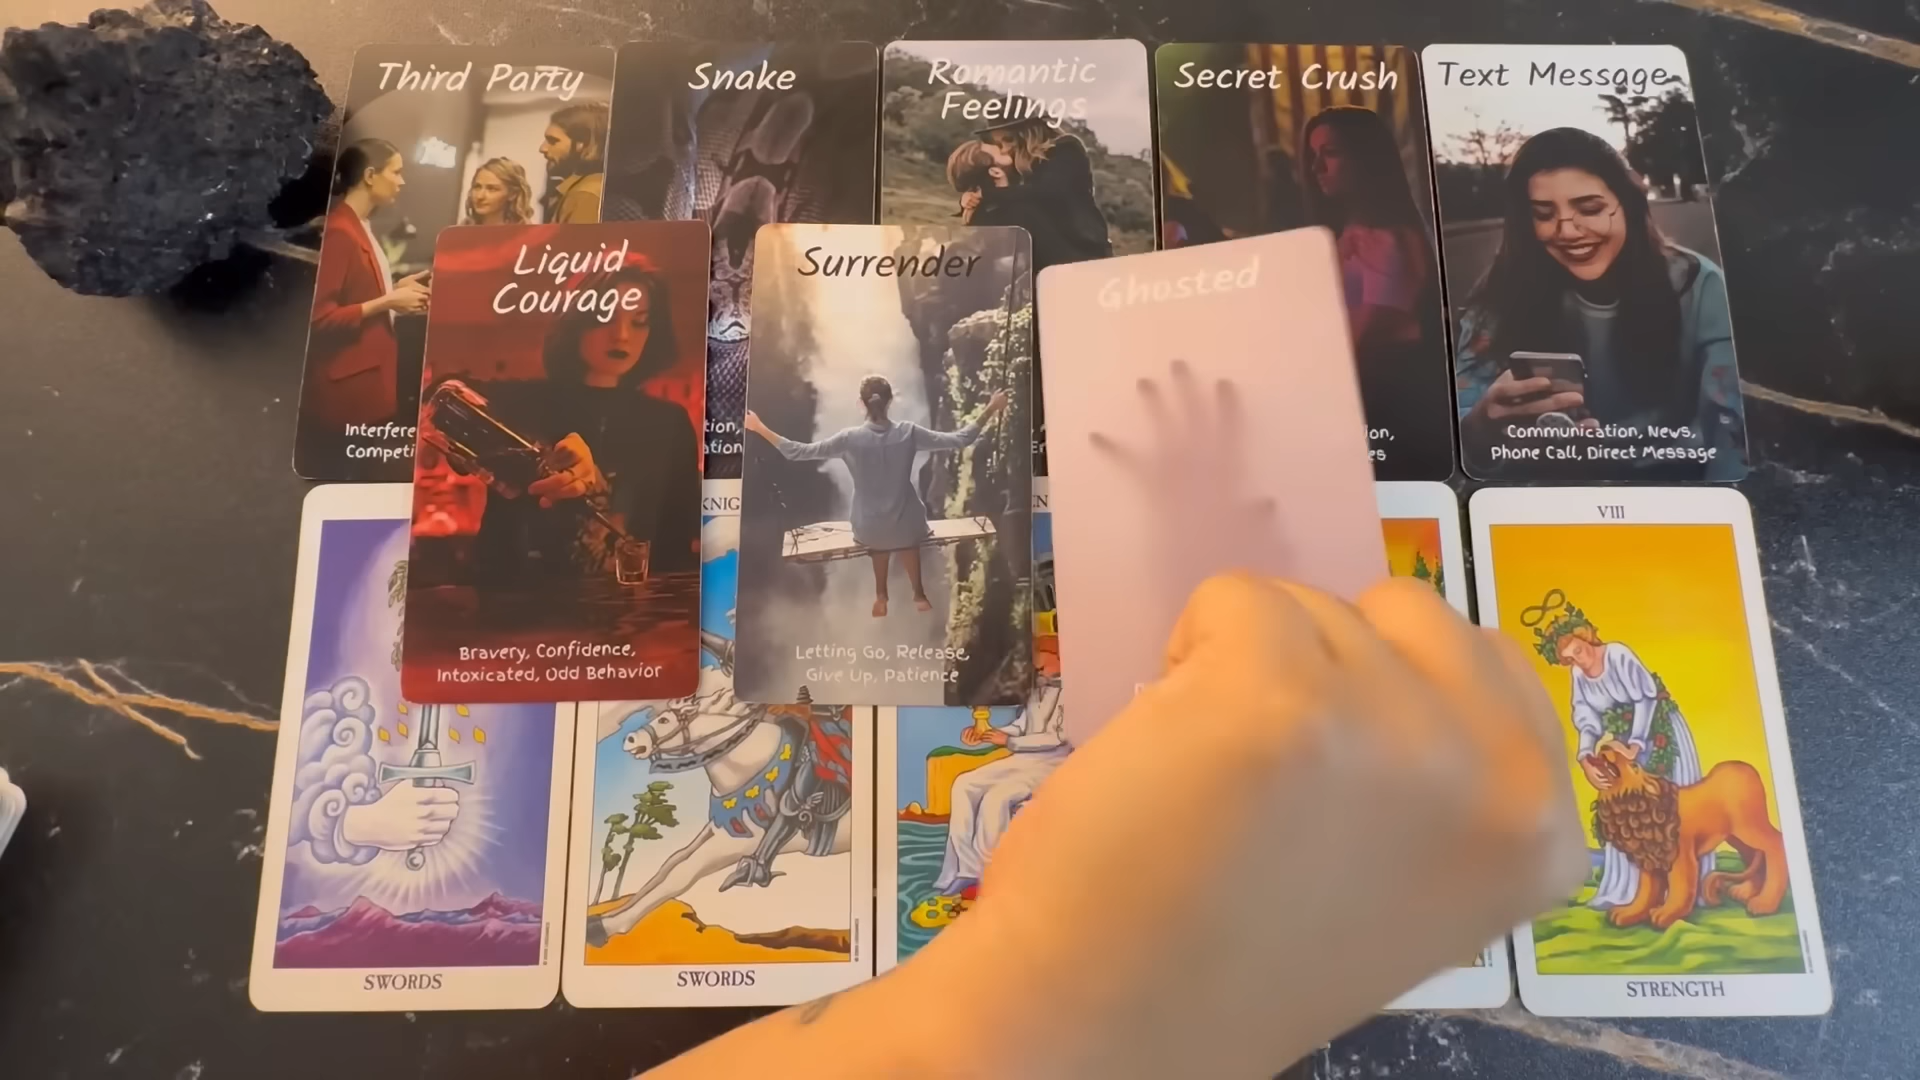 Third Party
Snake
Romantic
Feelings
Secret Crush
Text Message
Liquid
Courage
Surrender
Ghosted
Interfere
Competi
tion,
ation
ion,
es
Communication, News,
Phone Call, Direct Message
KNIG
VIII
Bravery, Confidence,
Intoxicated, Odd Behavior
Letting Go, Release,
Give Up, Patience
SWORDS
SWORDS
STRENGTH